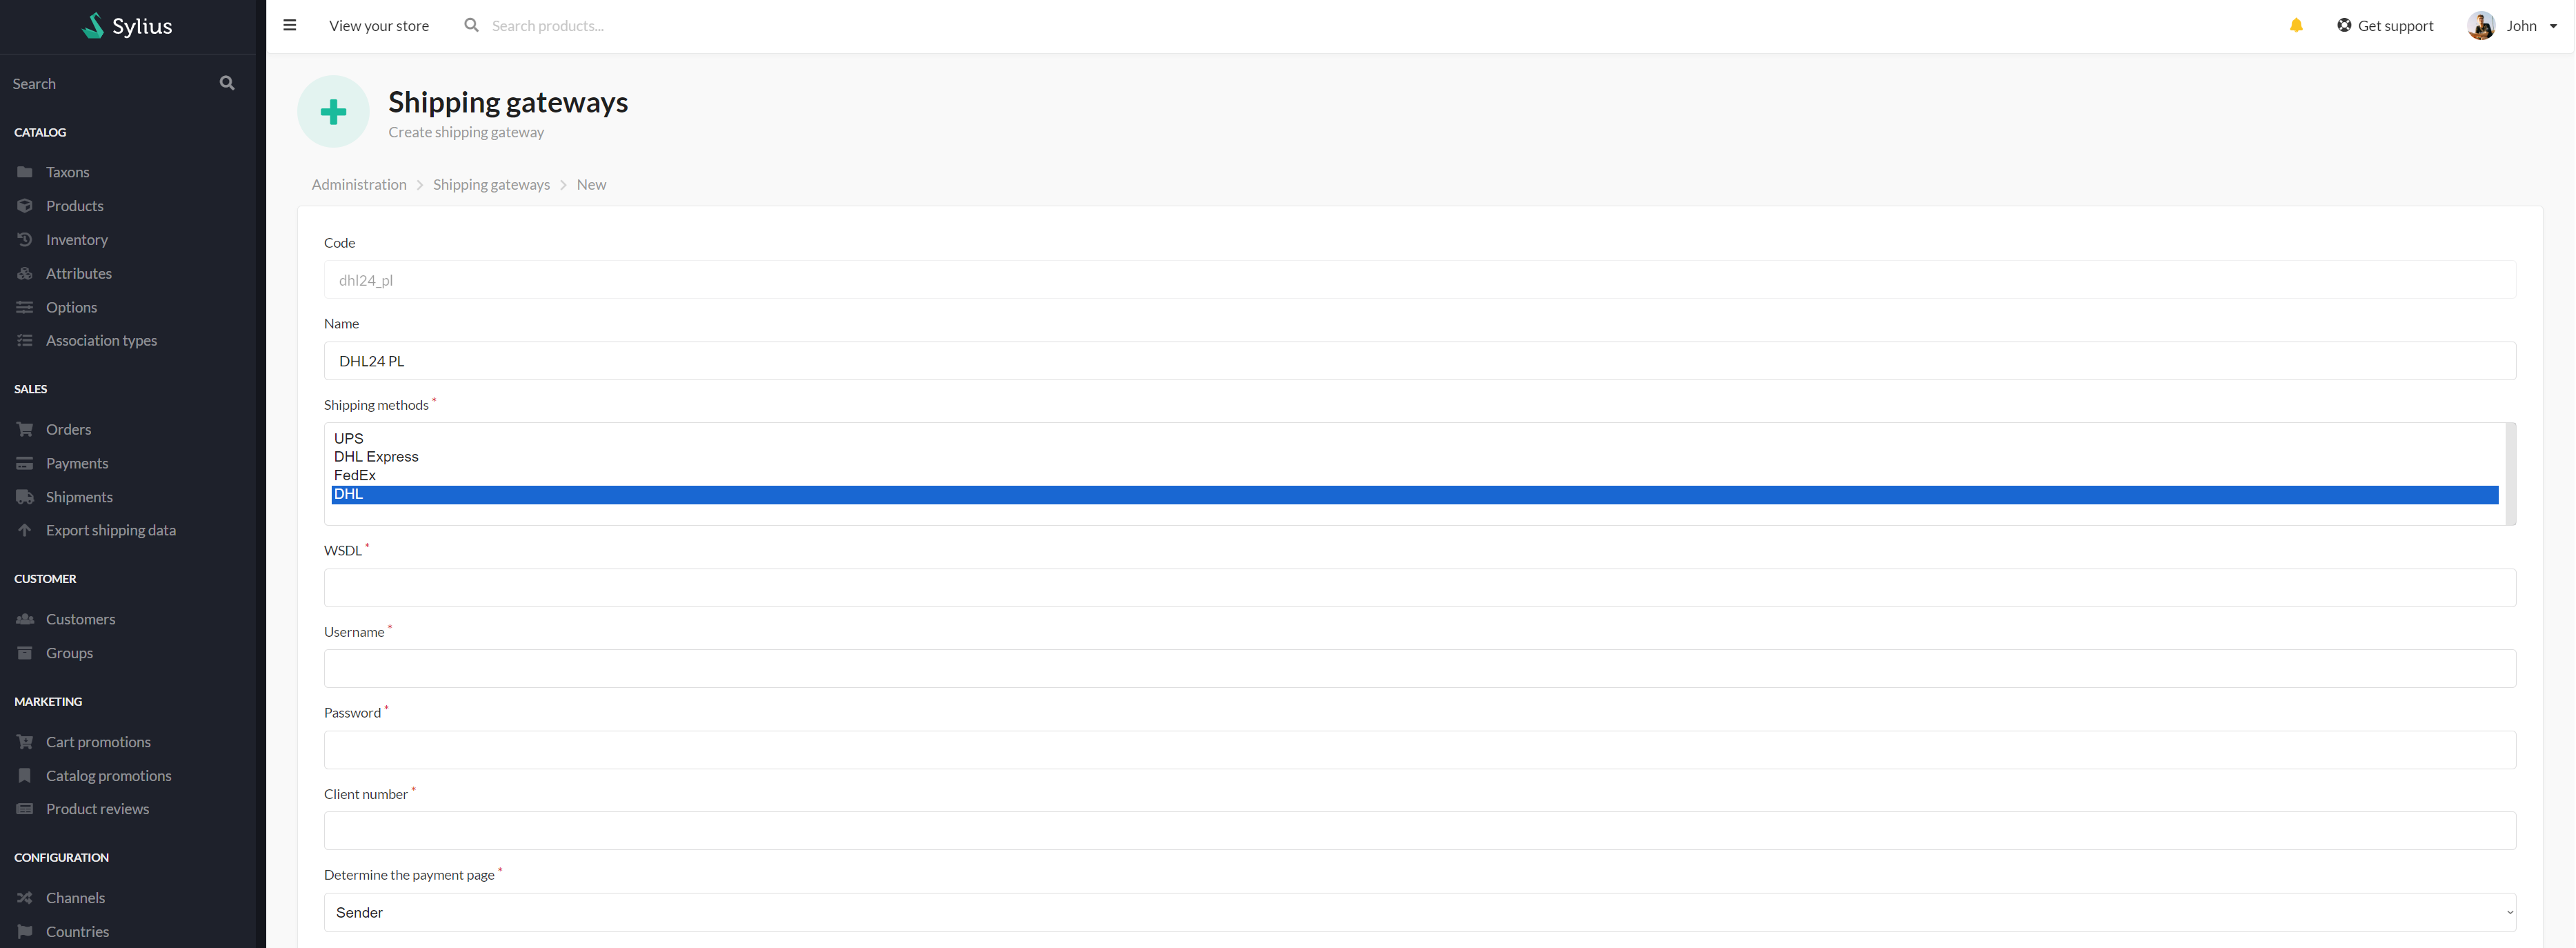 Sylius
View your store
Search products...
Get support
John
Search
CATALOG
Taxons
Products
Inventory
Attributes
Options
Association types
SALES
Orders
Payments
Shipments
Export shipping data
CUSTOMER
Customers
Groups
MARKETING
Cart promotions
Catalog promotions
Product reviews
CONFIGURATION
Channels
Countries
Shipping gateways
Create shipping gateway
Administration > Shipping gateways > New
Code
dhl24_pl
Name
DHL24 PL
Shipping methods *
UPS
DHL Express
FedEx
DHL
WSDL *
Username *
Password *
Client number *
Determine the payment page *
Sender